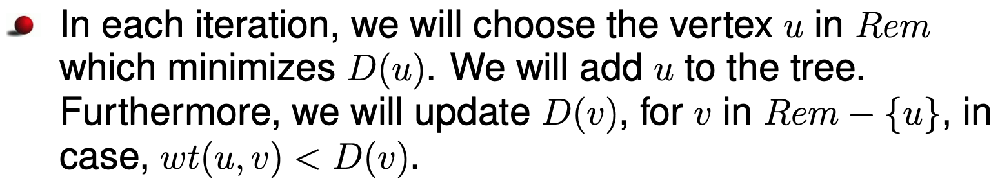 In each iteration, we will choose the vertex u in Rem
which minimizes D(u). We will add u to the tree.
Furthermore, we will update D(v), for v in Rem − {u}, in
case, wt(u, v) < D(v).